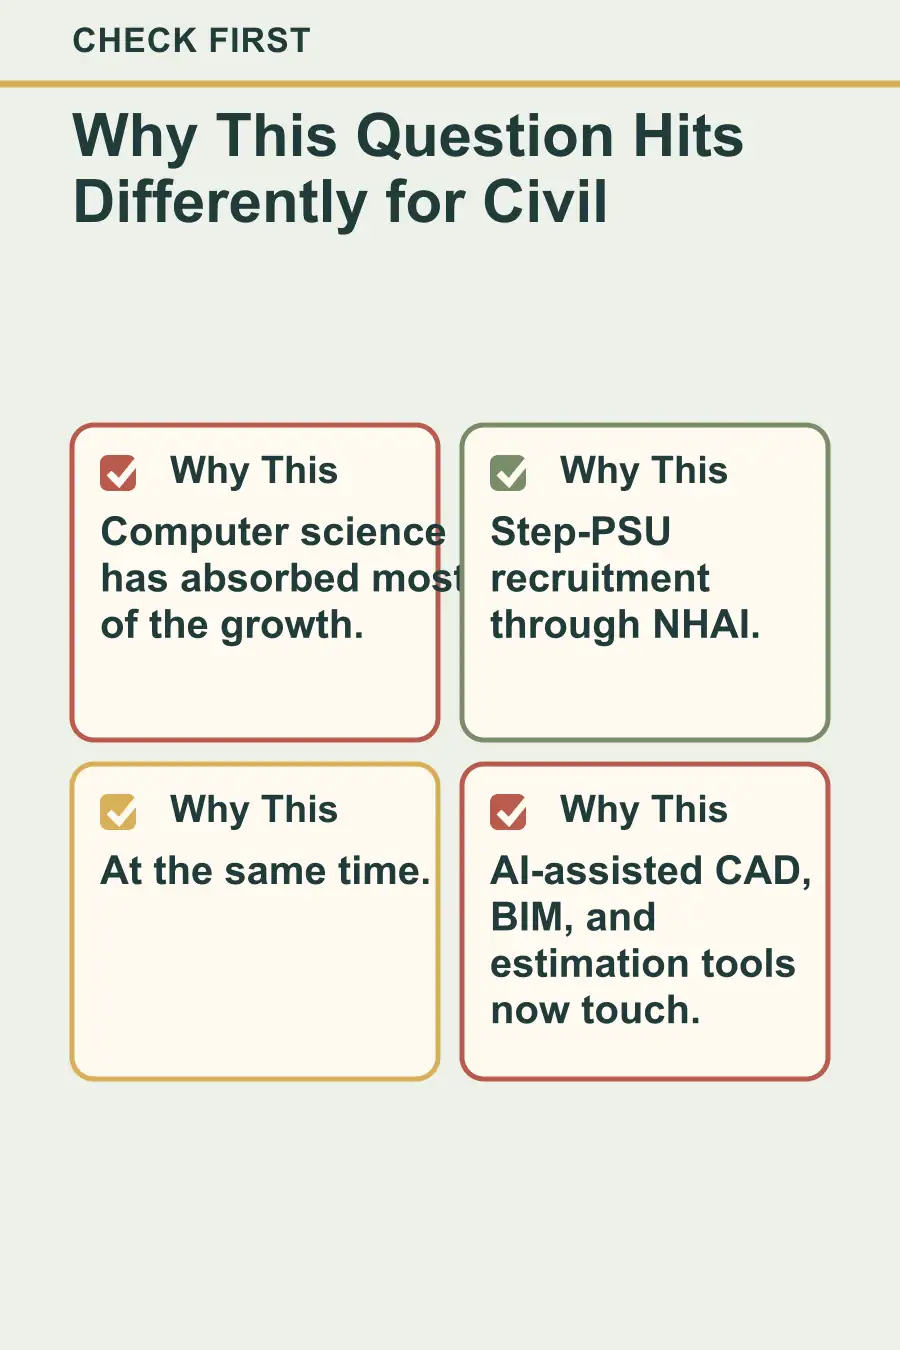 CHECK FIRST
Why This Question Hits
Differently for Civil
Why This
Computer science
has absorbed most
of the growth.
Why This
Step-PSU
recruitment
through NHAI.
Why This
At the same time.
Why This
AI-assisted CAD,
BIM, and
estimation tools
now touch.